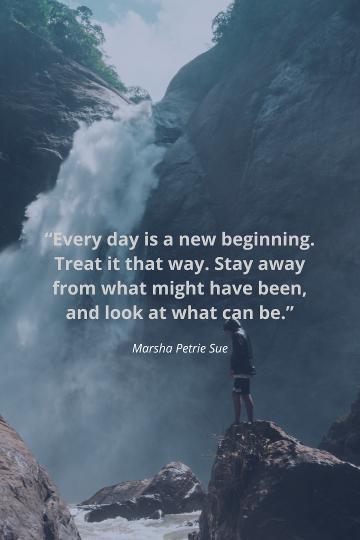 “Every day is a new beginning.
Treat it that way. Stay away
from what might have been,
and look at what can be.”
Marsha Petrie Sue